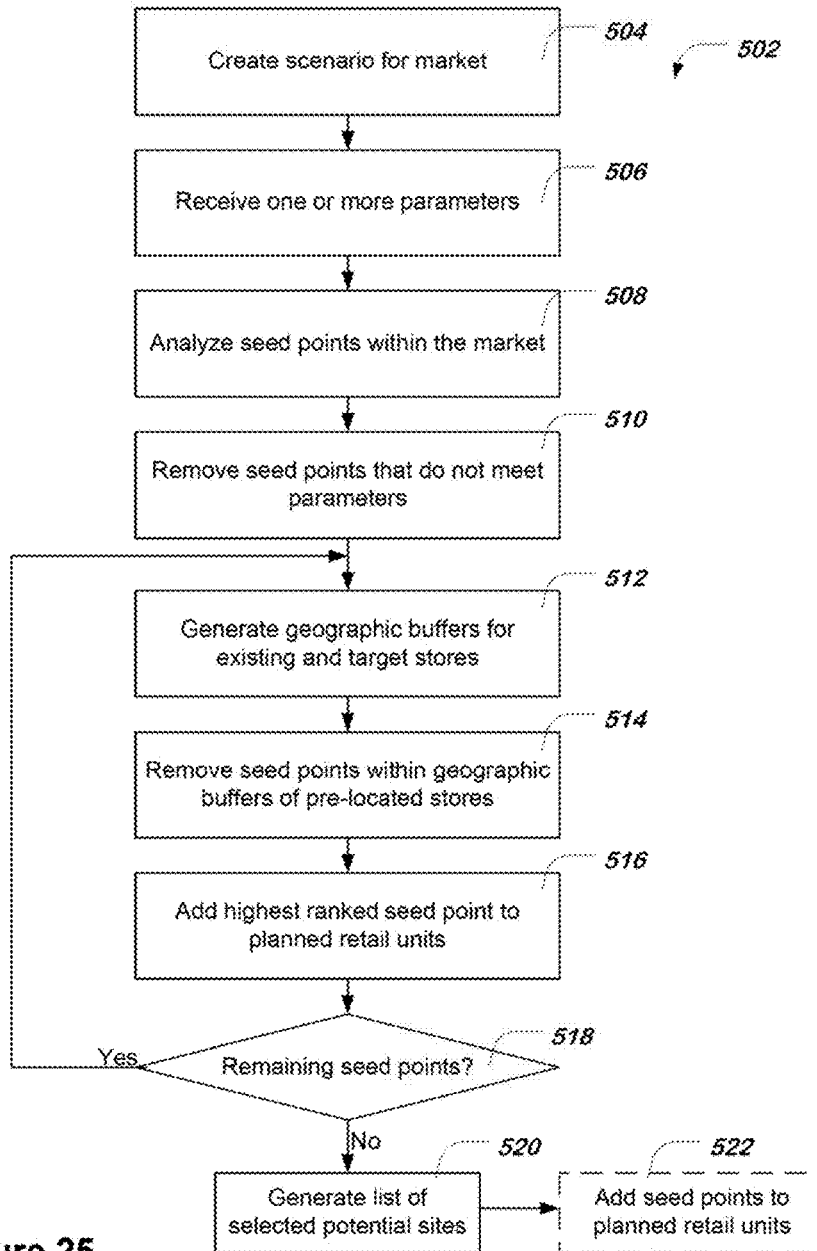 504
Create scenario for market
502
506
Receive one or more parameters
508
Analyze seed points within the market
510
Remove seed points that do not meet
parameters
512
Generate geographic buffers for
existing and target stores
514
Remove seed points within geographic
buffers of pre-located stores
516
Add highest ranked seed point to
planned retail units
518
Yes
Remaining seed points?
No
520
522
Generate list of
selected potential sites
Add seed points to
planned retail units